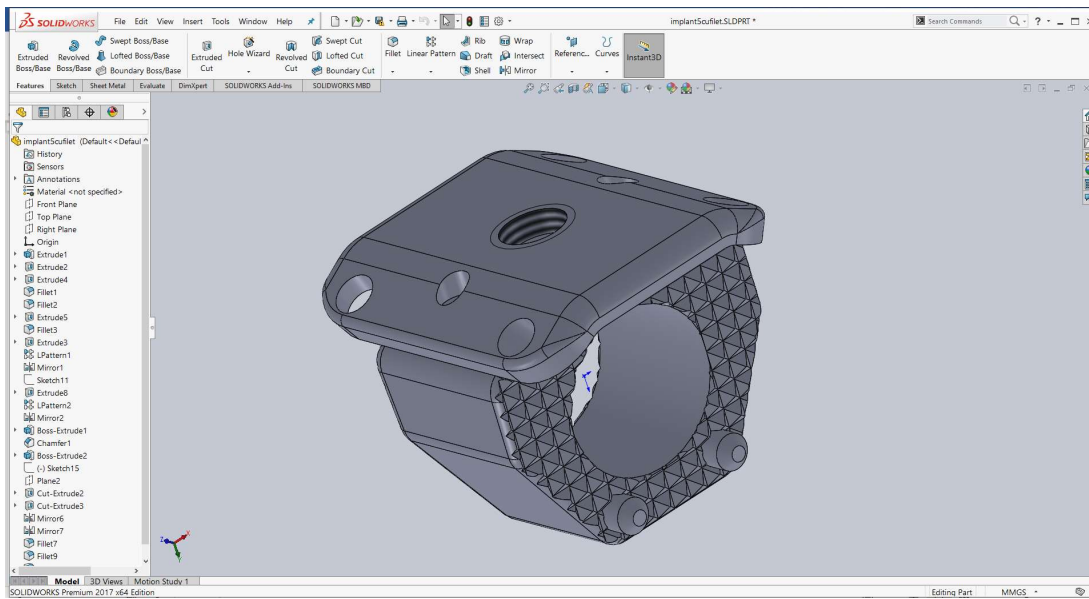 SOLIDWORKS File Edit View Insert Tools Window Help implant5cufilet.SLDPRT * Search Commands
Extruded Boss/Base
Revolved Boss/Base
Swept Boss/Base
Lofted Boss/Base
Boundary Boss/Base
Extruded Cut
Hole Wizard
Revolved Cut
Swept Cut
Lofted Cut
Boundary Cut
Fillet
Linear Pattern
Rib
Draft
Shell
Wrap
Intersect
Mirror
Referenc...
Curves
Instant3D
Features Sketch Sheet Metal Evaluate DimXpert SOLIDWORKS Add-Ins SOLIDWORKS MBD
implant5cufilet (Default<<Defaul
History
Sensors
Annotations
Material <not specified>
Front Plane
Top Plane
Right Plane
Origin
Extrude1
Extrude2
Extrude4
Fillet1
Fillet2
Extrude5
Fillet3
Extrude3
LPattern1
Mirror1
Sketch11
Extrude8
LPattern2
Mirror2
Boss-Extrude1
Chamfer1
Boss-Extrude2
(-) Sketch15
Plane2
Cut-Extrude2
Cut-Extrude3
Mirror6
Mirror7
Fillet7
Fillet9
Model 3D Views Motion Study 1
SOLIDWORKS Premium 2017 x64 Edition Editing Part MMGS